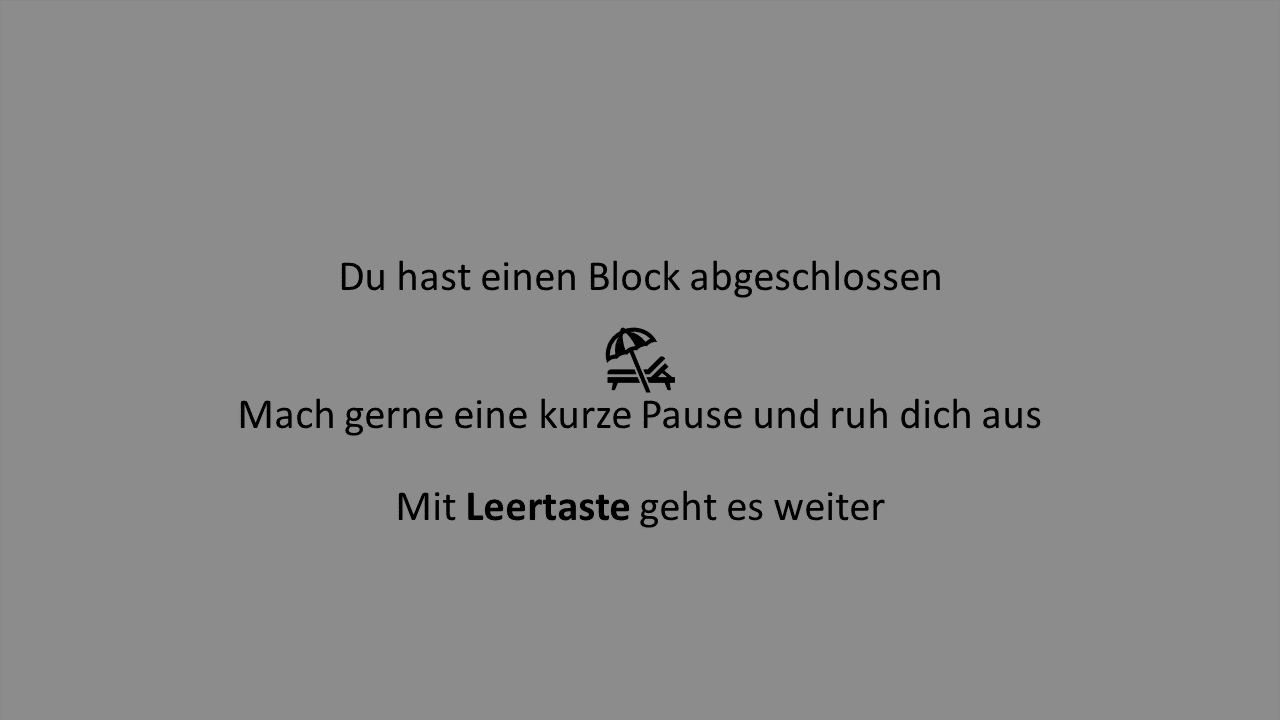 Du hast einen Block abgeschlossen
Mach gerne eine kurze Pause und ruh dich aus
Mit Leertaste geht es weiter